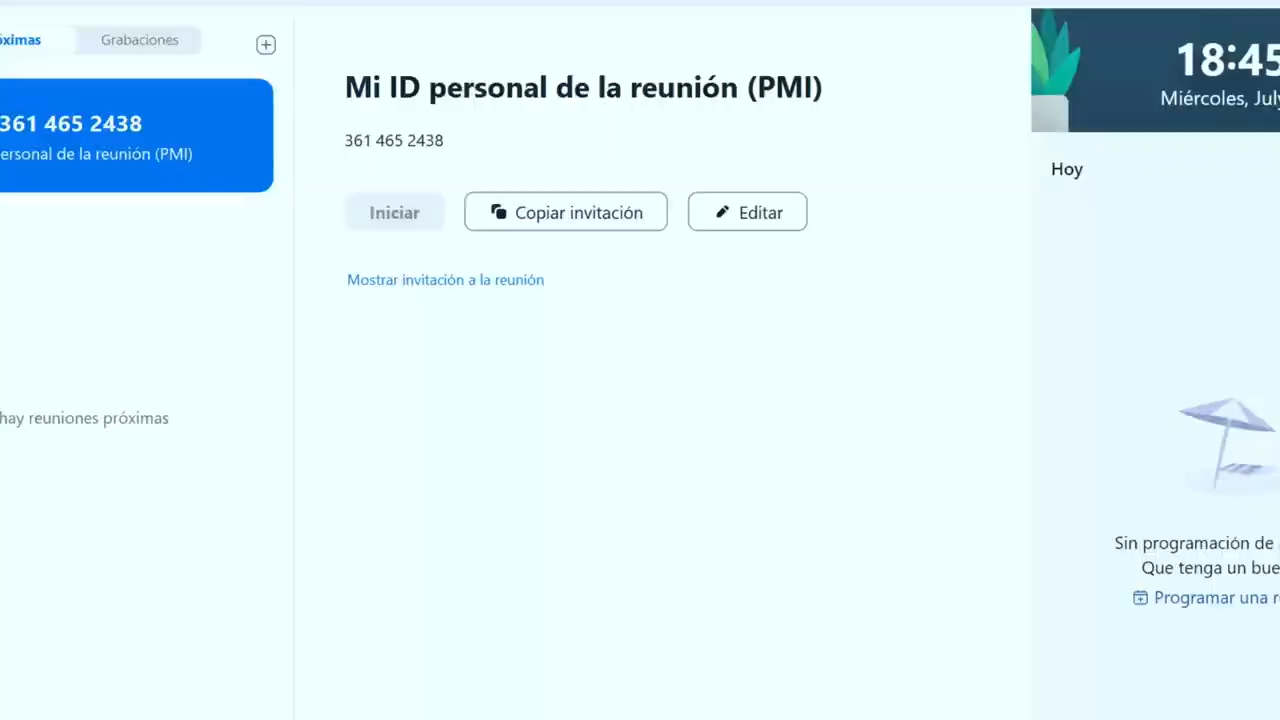 óximas
Grabaciones
361 465 2438
ersonal de la reunión (PMI)
hay reuniones próximas
Mi ID personal de la reunión (PMI)
361 465 2438
Iniciar
Copiar invitación
Editar
Mostrar invitación a la reunión
18:45
Miércoles, July
Hoy
Sin programación de
Que tenga un bue
Programar una r